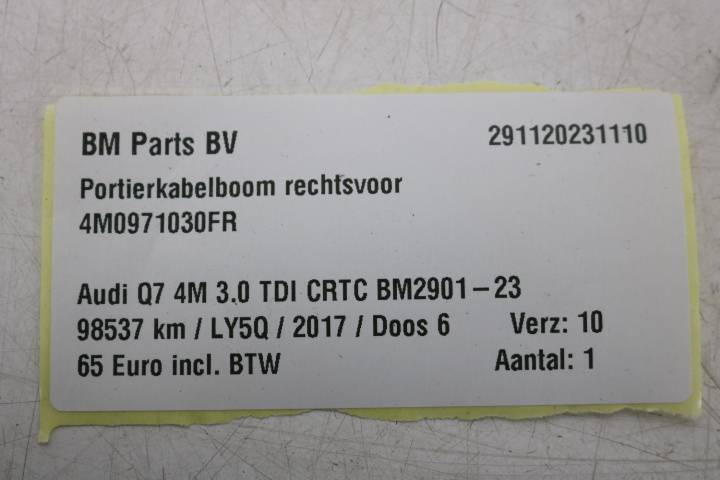 BM Parts BV 291120231110
Portierkabelboom rechtsvoor
4M0971030FR
Audi Q7 4M 3.0 TDI CRTC BM2901-23
98537 km / LY5Q / 2017 / Doos 6 Verz: 10
65 Euro incl. BTW Aantal: 1